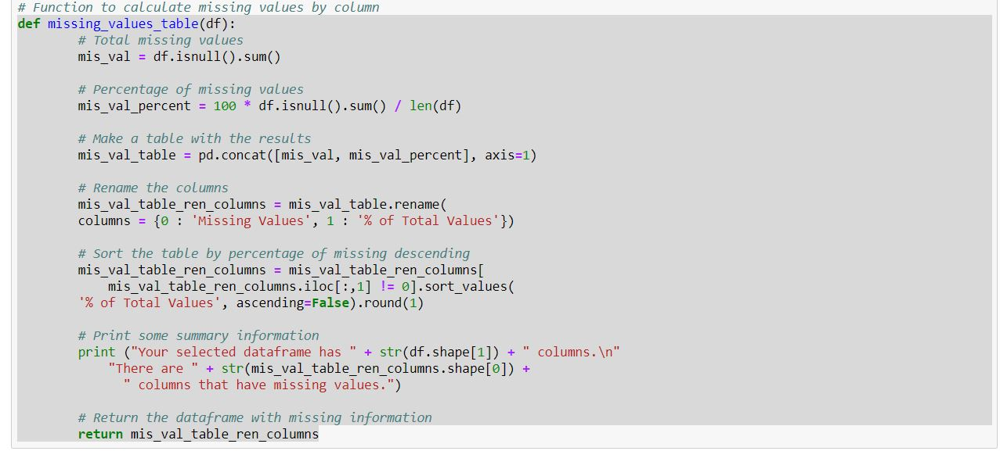 # Function to calculate missing values by column
def missing_values_table(df):
# Total missing values
mis_val = df.isnull().sum()
# Percentage of missing values
mis_val_percent = 100 * df.isnull().sum() / len(df)
# Make a table with the results
mis_val_table = pd.concat([mis_val, mis_val_percent], axis=1)
# Rename the columns
mis_val_table_ren_columns = mis_val_table.rename(
columns = {0 : 'Missing Values', 1 : '% of Total Values'})
# Sort the table by percentage of missing descending
mis_val_table_ren_columns = mis_val_table_ren_columns[
mis_val_table_ren_columns.iloc[:,1] != 0].sort_values(
'% of Total Values', ascending=False).round(1)
# Print some summary information
print ("Your selected dataframe has " + str(df.shape[1]) + " columns.\n"
"There are " + str(mis_val_table_ren_columns.shape[0]) +
" columns that have missing values.")
# Return the dataframe with missing information
return mis_val_table_ren_columns